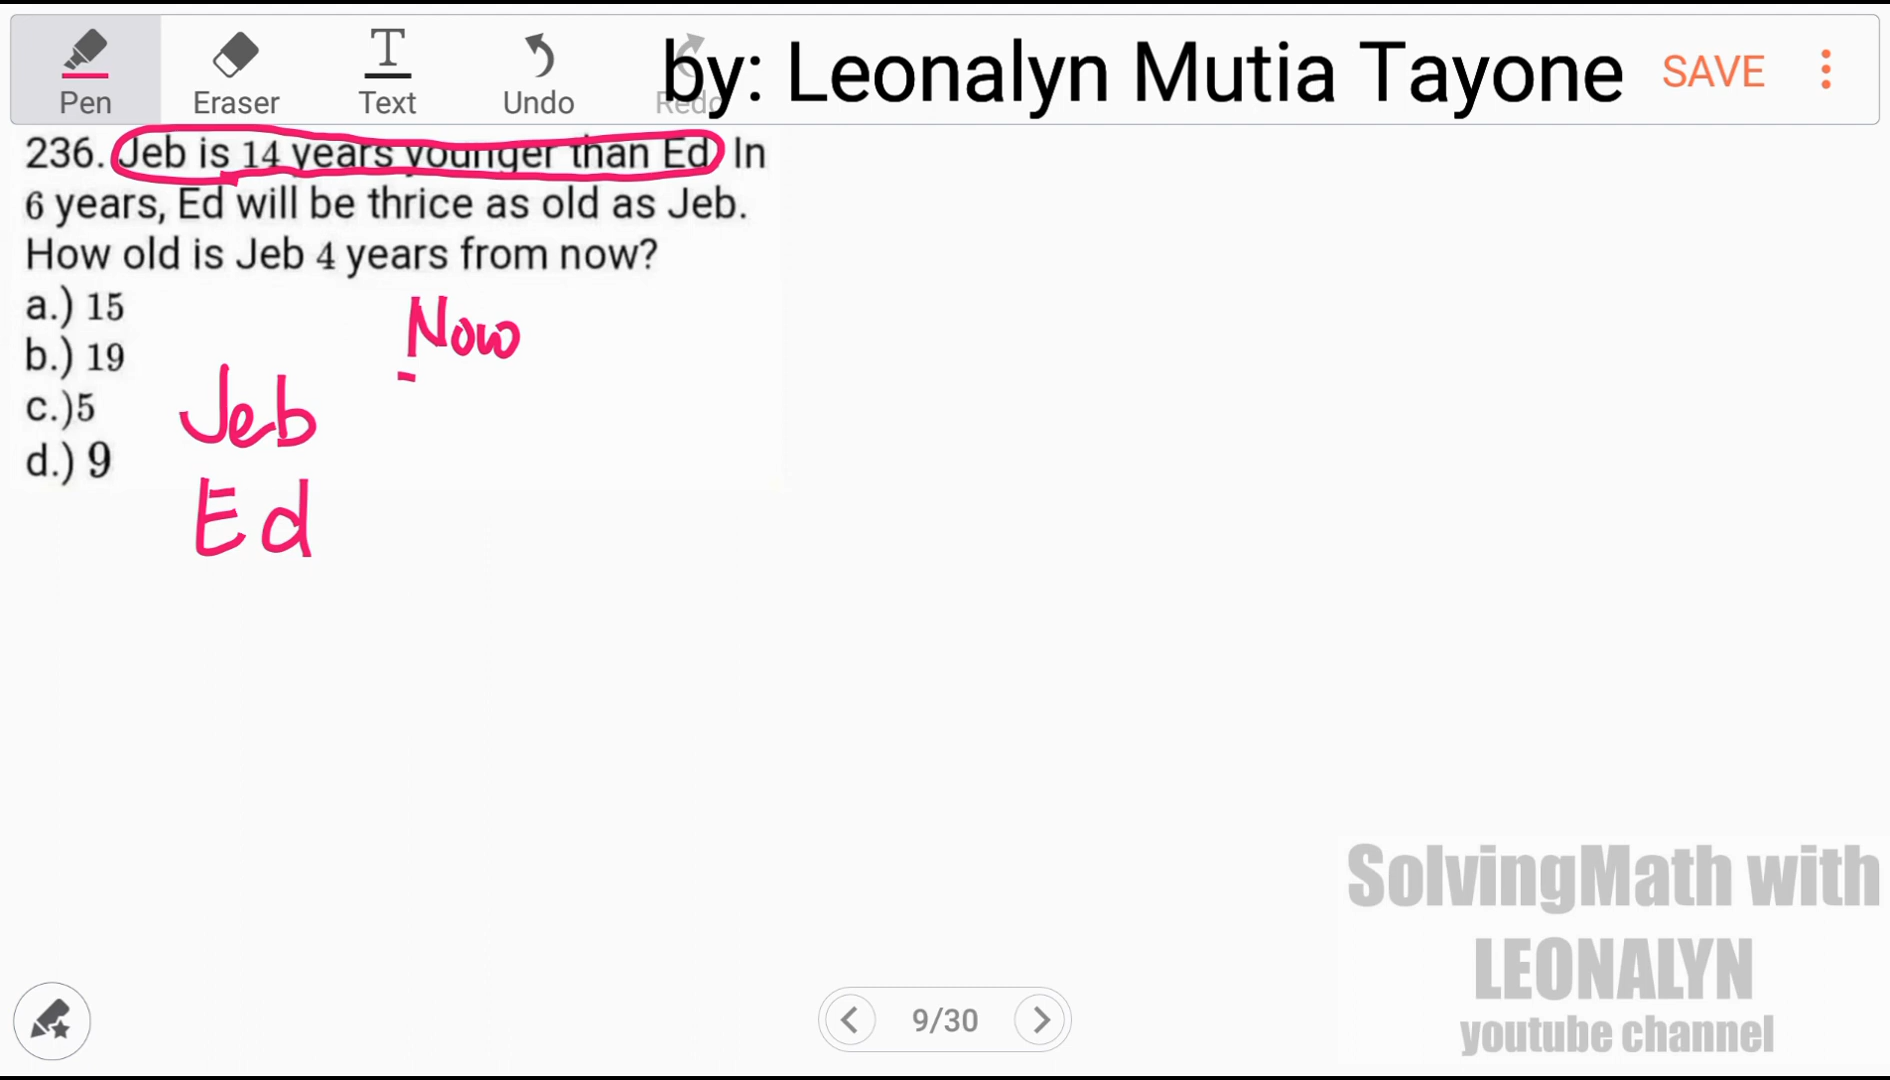 Pen
Eraser
Text
Undo
Redo
by: Leonalyn Mutia Tayone
SAVE
236. Jeb is 14 years younger than Ed. In
6 years, Ed will be thrice as old as Jeb.
How old is Jeb 4 years from now?
a.) 15
b.) 19
c.)5
d.) 9
Now
Jeb
Ed
9/30
SolvingMath with
LEONALYN
youtube channel